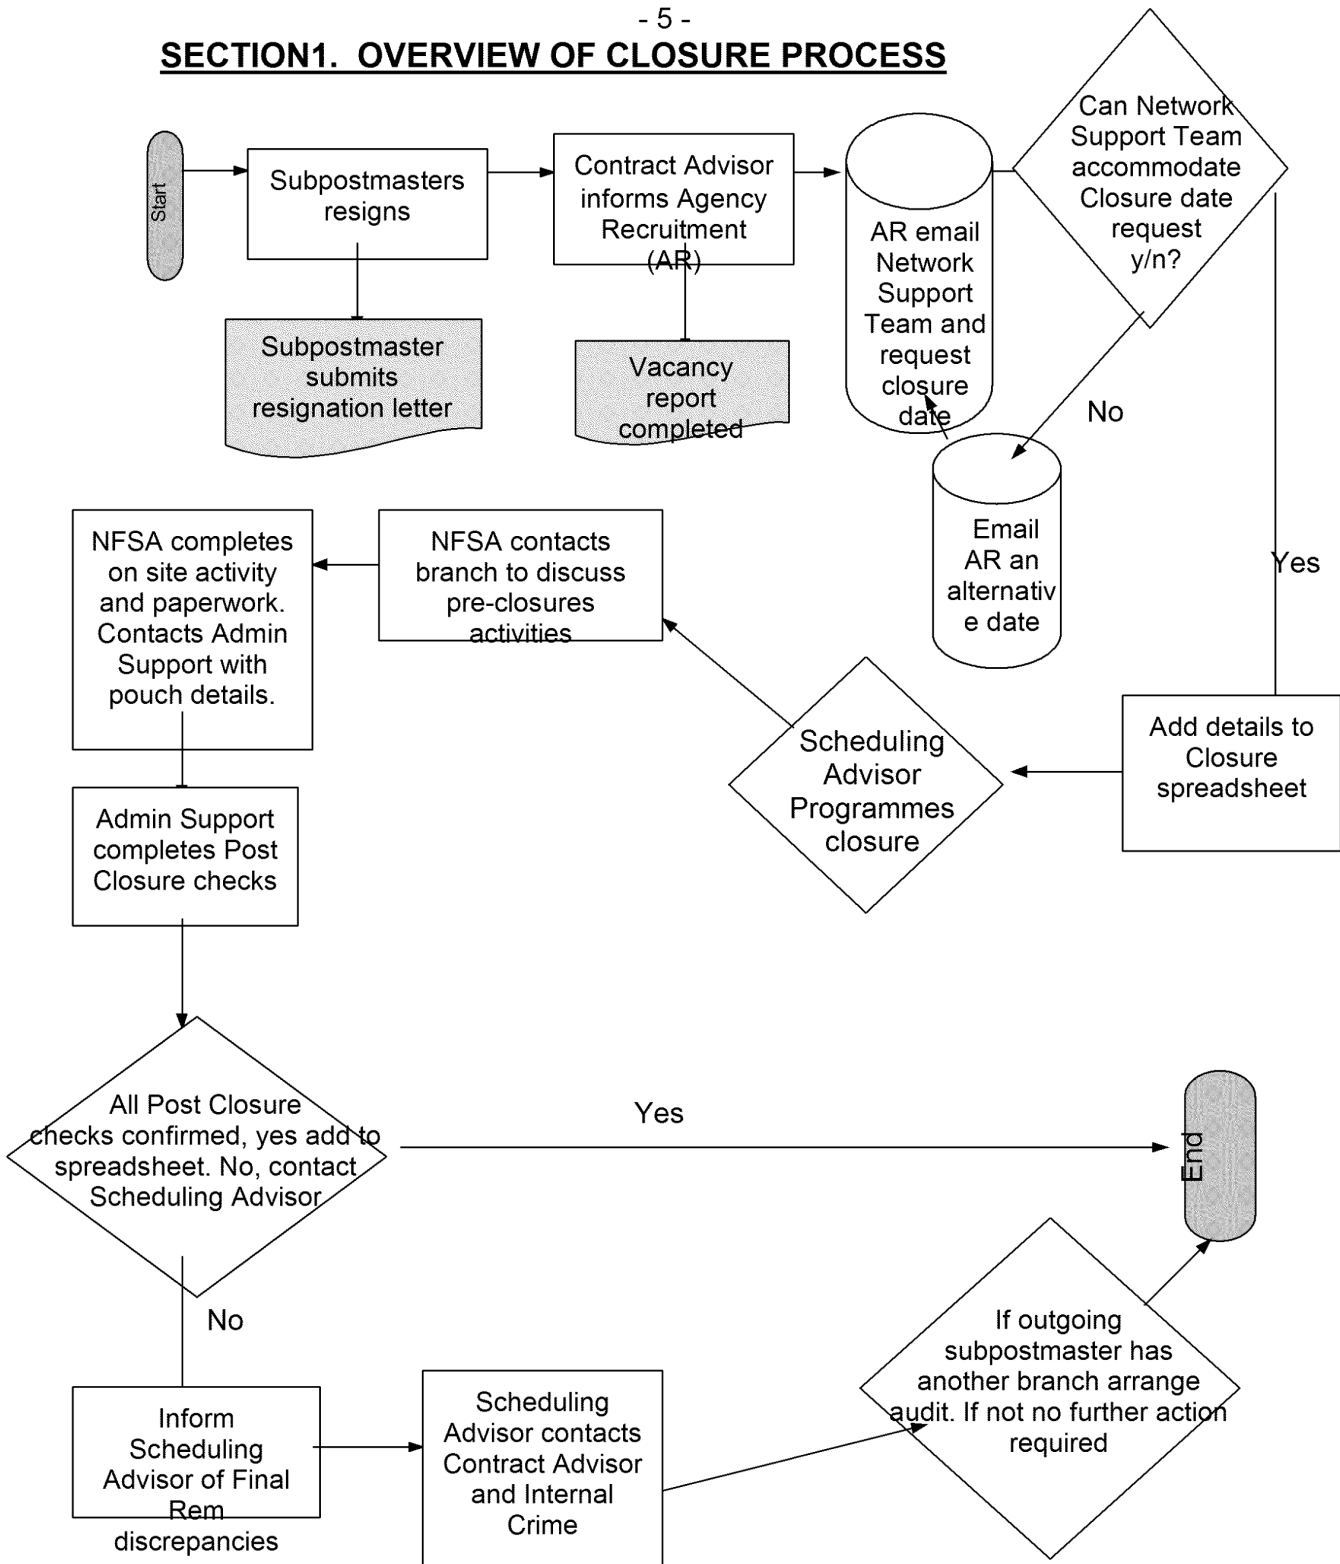 - 5 -
SECTION1. OVERVIEW OF CLOSURE PROCESS
Start
Subpostmasters
resigns
Contract Advisor
informs Agency
Recruitment
(AR)
AR email
Network
Support
Team and
request
closure
date
Can Network
Support Team
accommodate
Closure date
request
y/n?
Subpostmaster
submits
resignation letter
Vacancy
report
completed
No
Email
AR an
alternativ
e date
Yes
NFSA completes
on site activity
and paperwork.
Contacts Admin
Support with
pouch details.
NFSA contacts
branch to discuss
pre-closures
activities
Scheduling
Advisor
Programmes
closure
Add details to
Closure
spreadsheet
Admin Support
completes Post
Closure checks
All Post Closure
checks confirmed, yes add to
spreadsheet. No, contact
Scheduling Advisor
Yes
End
No
Inform
Scheduling
Advisor of Final
Rem
discrepancies
Scheduling
Advisor contacts
Contract Advisor
and Internal
Crime
If outgoing
subpostmaster has
another branch arrange
audit. If not no further action
required